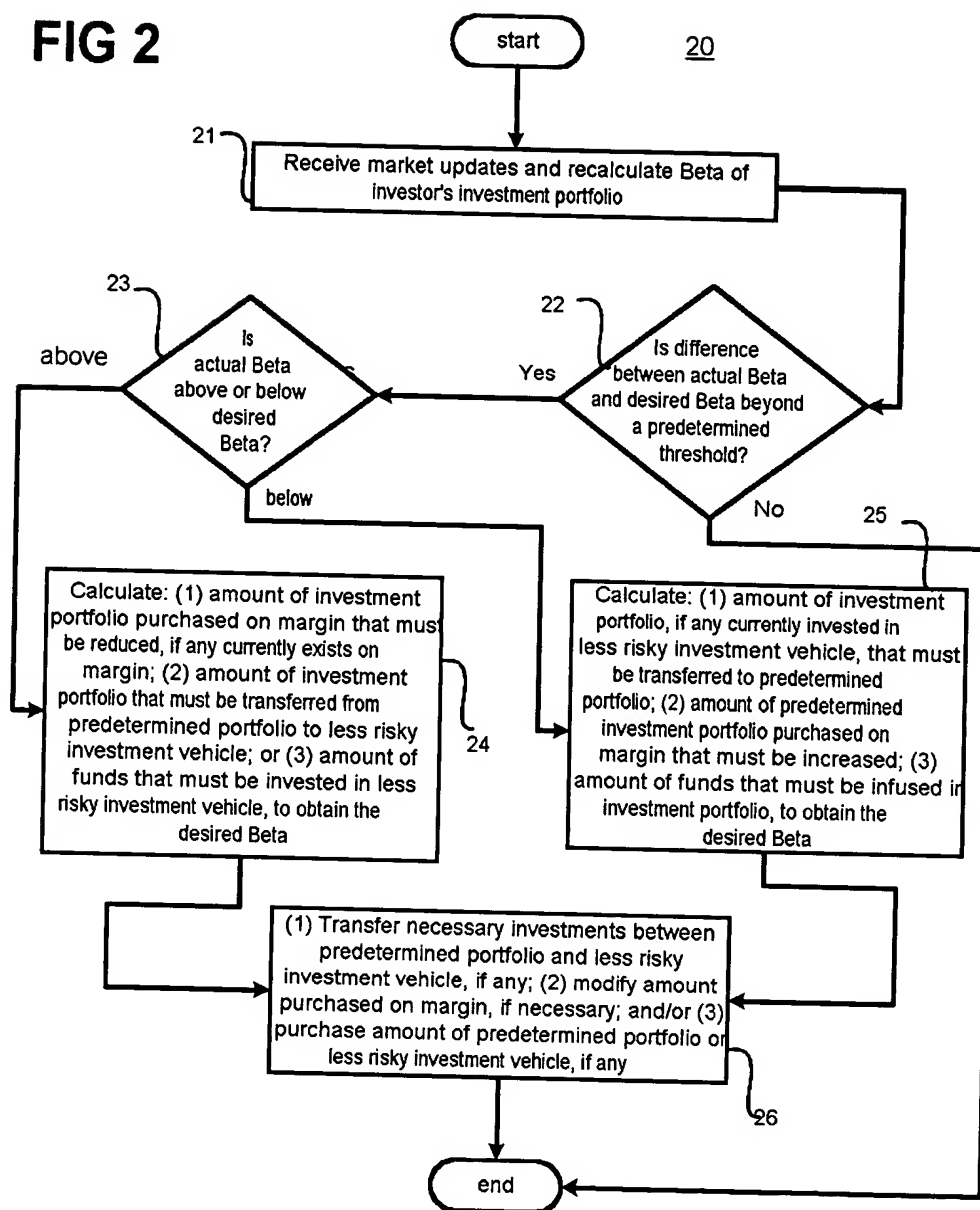 FIG 2
start
20
21
Receive market updates and recalculate Beta of
investor's investment portfolio
23
above
Is
actual Beta
above or below
desired
Beta?
below
22
Yes
Is difference
between actual Beta
and desired Beta beyond
a predetermined
threshold?
No
25
Calculate: (1) amount of investment
portfolio purchased on margin that must
be reduced, if any currently exists on
margin; (2) amount of investment
portfolio that must be transferred from
predetermined portfolio to less risky
investment vehicle; or (3) amount of
funds that must be invested in less
risky investment vehicle, to obtain the
desired Beta
24
Calculate: (1) amount of investment
portfolio, if any currently invested in
less risky investment vehicle, that must
be transferred to predetermined
portfolio; (2) amount of predetermined
investment portfolio purchased on
margin that must be increased; (3)
amount of funds that must be infused in
investment portfolio, to obtain the
desired Beta
(1) Transfer necessary investments between
predetermined portfolio and less risky
investment vehicle, if any; (2) modify amount
purchased on margin, if necessary; and/or (3)
purchase amount of predetermined portfolio or
less risky investment vehicle, if any
26
end